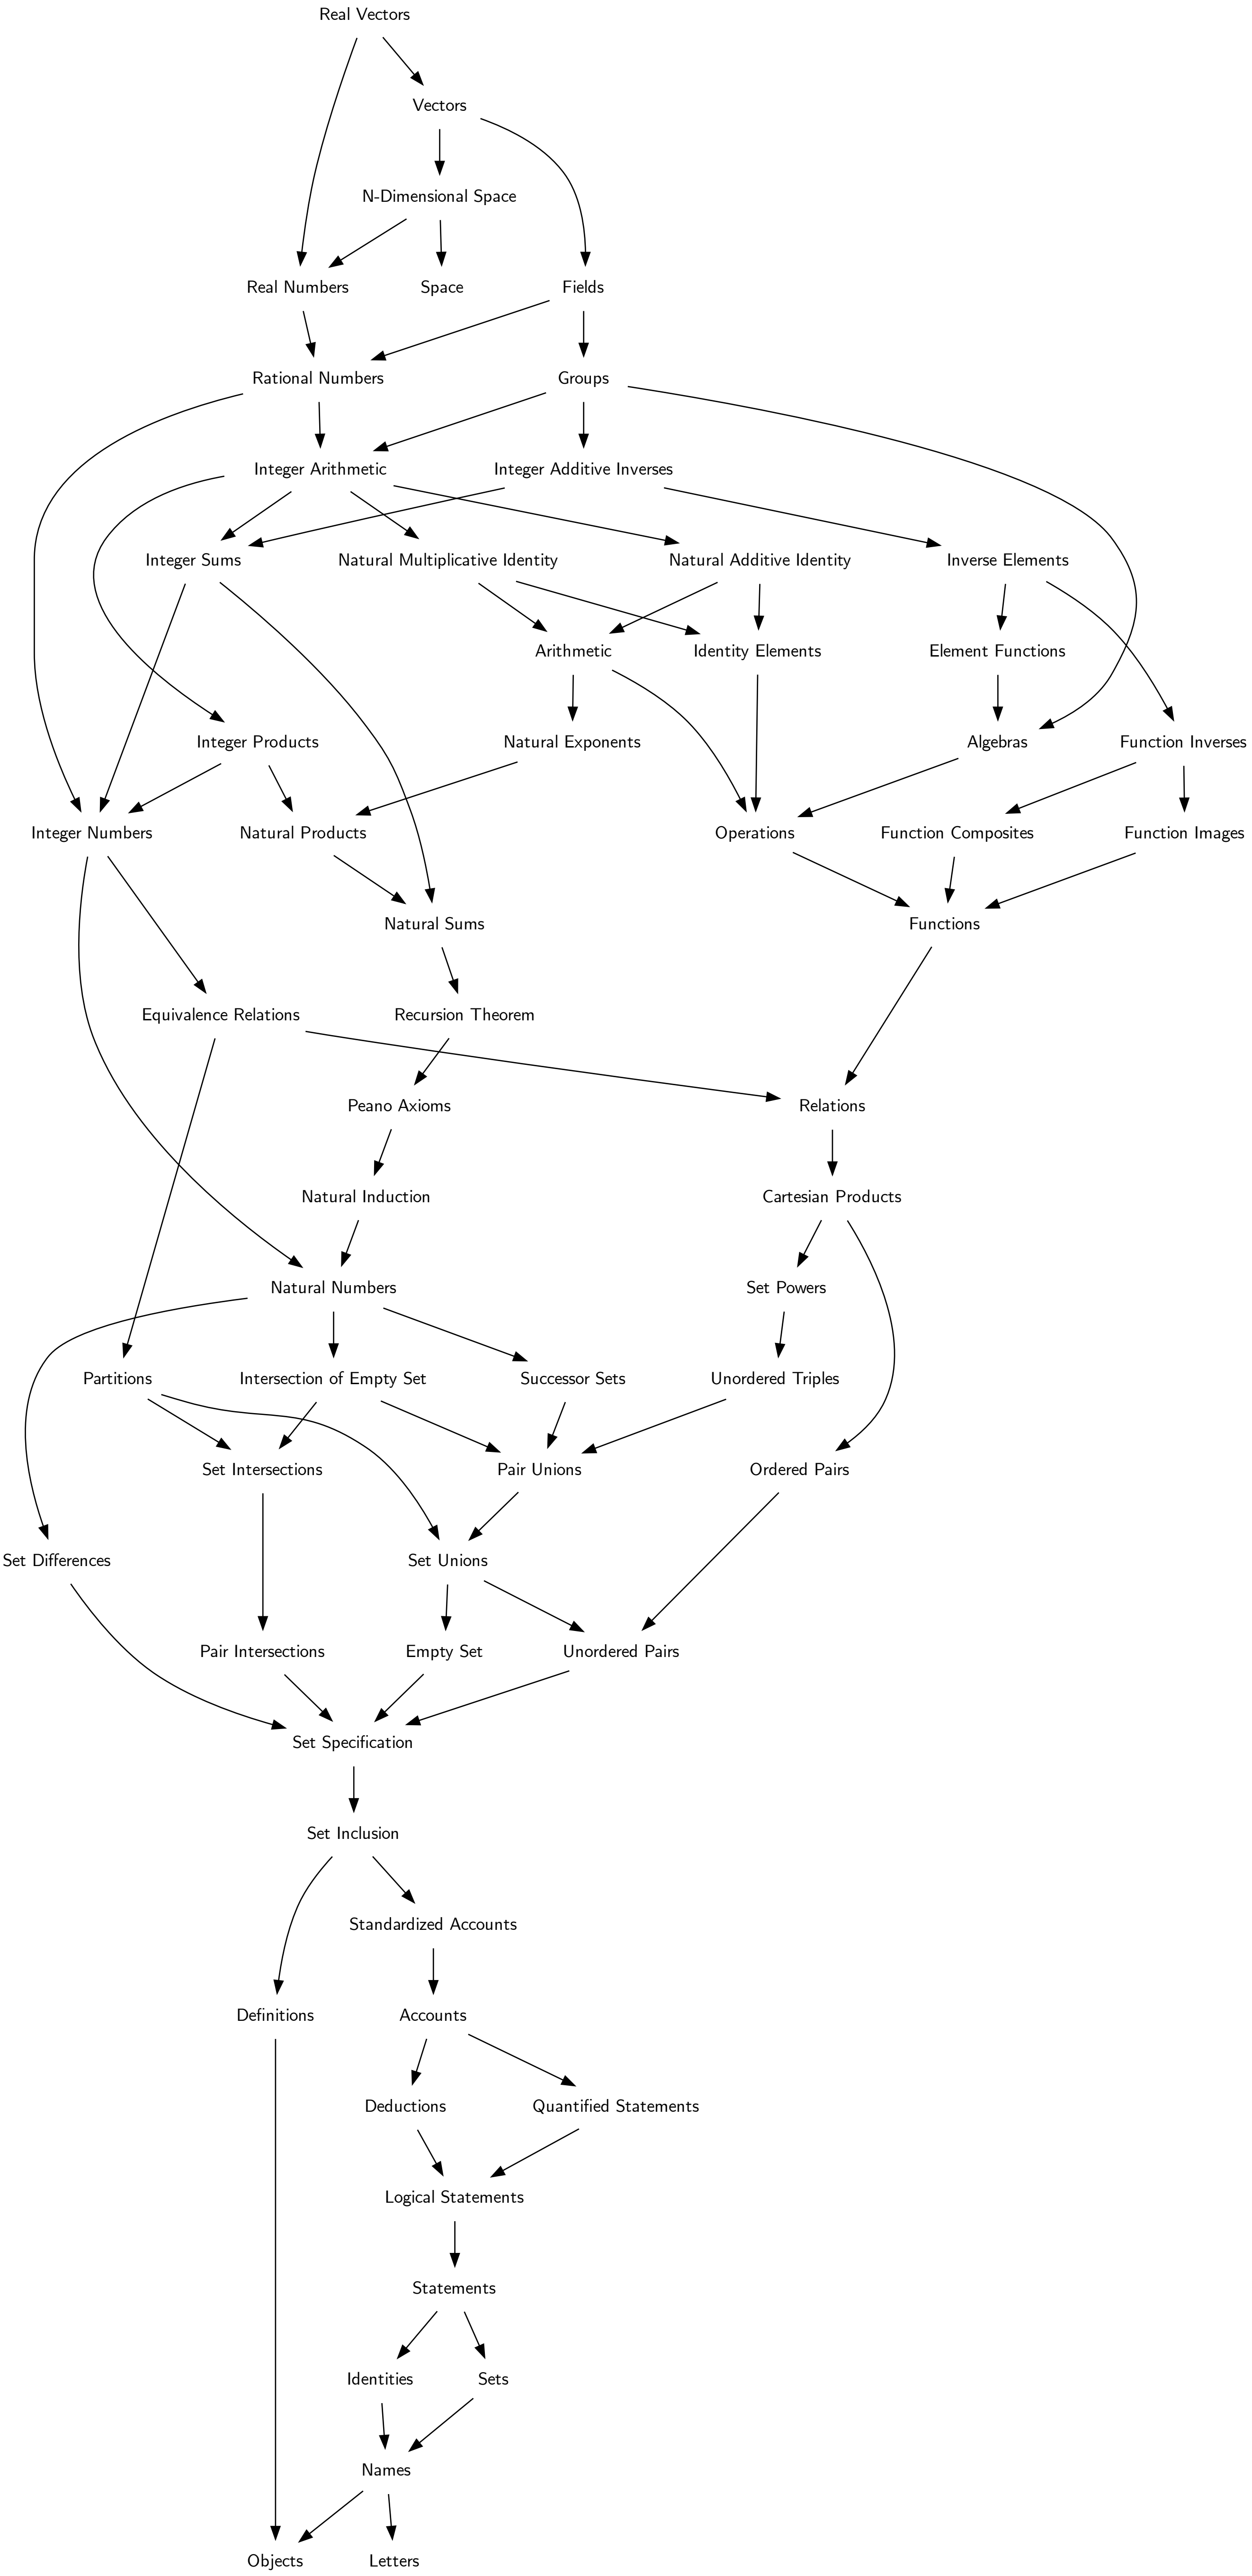 Real Vectors
Vectors
N-Dimensional Space
Real Numbers
Space
Fields
Rational Numbers
Groups
Integer Arithmetic
Integer Additive Inverses
Integer Sums
Natural Multiplicative Identity
Natural Additive Identity
Inverse Elements
Arithmetic
Identity Elements
Element Functions
Integer Products
Natural Exponents
Algebras
Function Inverses
Integer Numbers
Natural Products
Operations
Function Composites
Function Images
Natural Sums
Functions
Equivalence Relations
Recursion Theorem
Peano Axioms
Relations
Natural Induction
Cartesian Products
Natural Numbers
Set Powers
Partitions
Intersection of Empty Set
Successor Sets
Unordered Triples
Set Intersections
Pair Unions
Ordered Pairs
Set Differences
Set Unions
Pair Intersections
Empty Set
Unordered Pairs
Set Specification
Set Inclusion
Standardized Accounts
Definitions
Accounts
Deductions
Quantified Statements
Logical Statements
Statements
Identities
Sets
Names
Objects
Letters